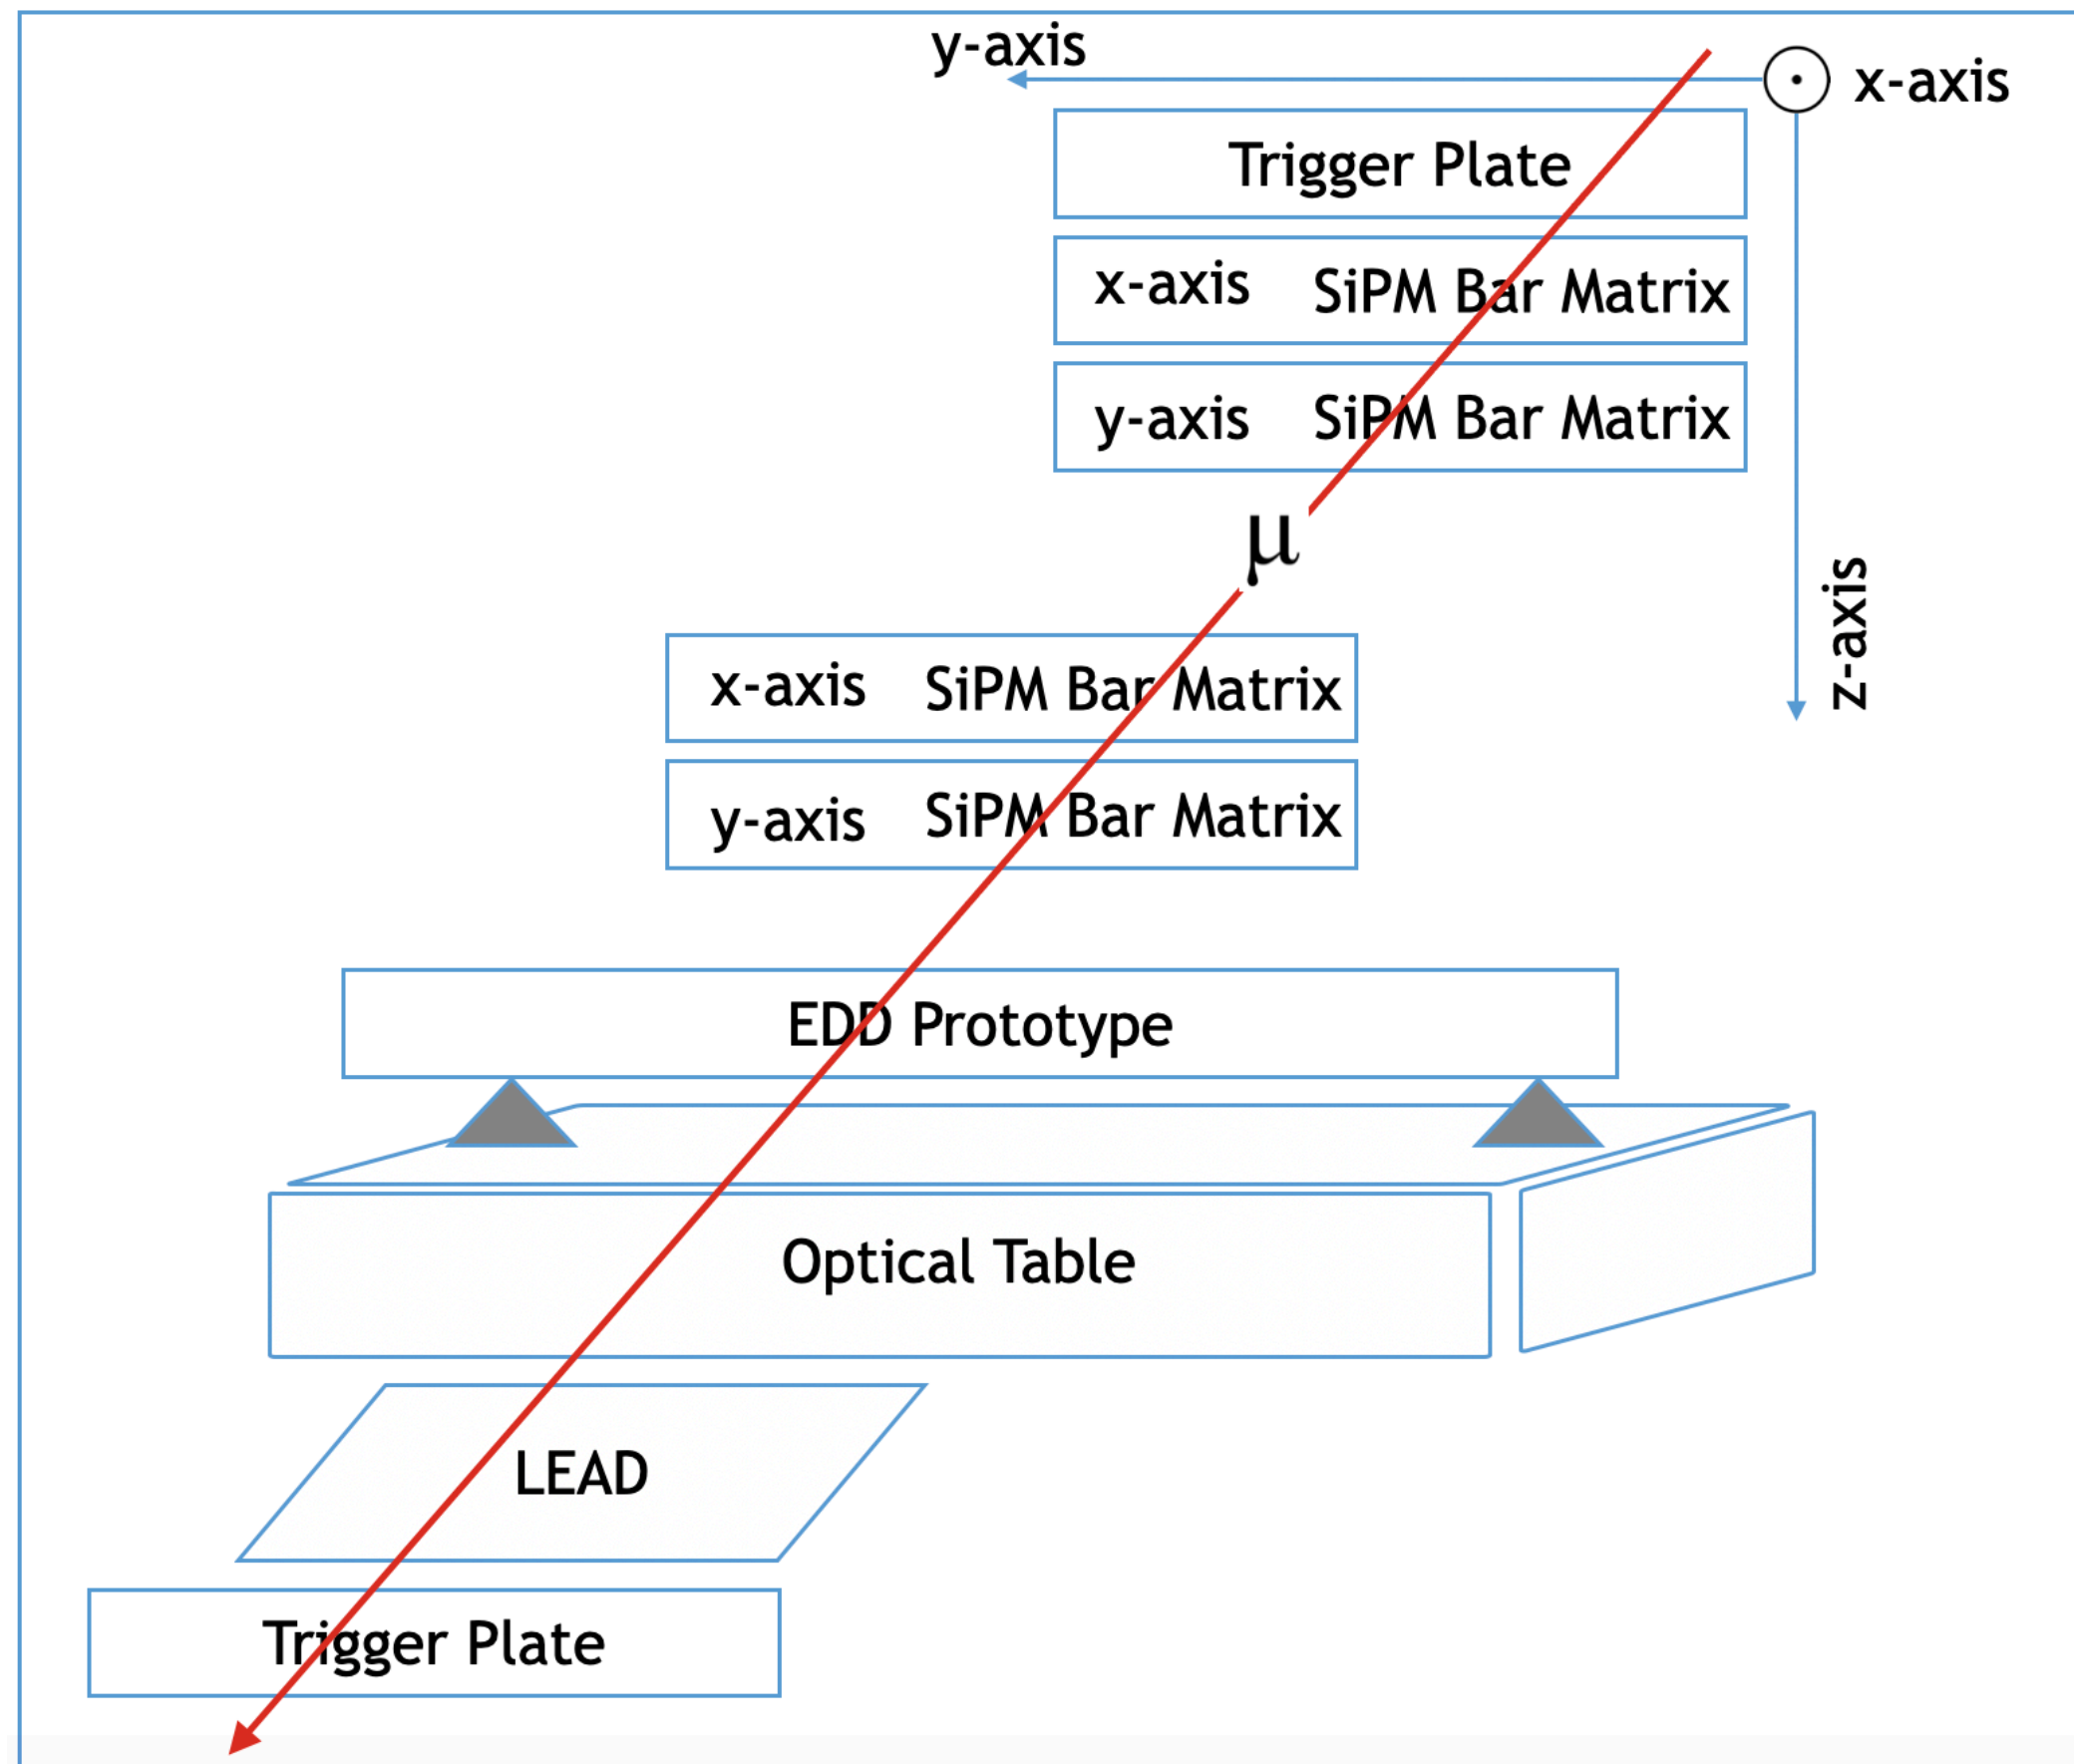 y-axis
x-axis
Trigger Plate
x-axis SiPM Bar Matrix
y-axis SiPM Bar Matrix
μ
z-axis
x-axis SiPM Bar Matrix
y-axis SiPM Bar Matrix
EDD Prototype
Optical Table
LEAD
Trigger Plate